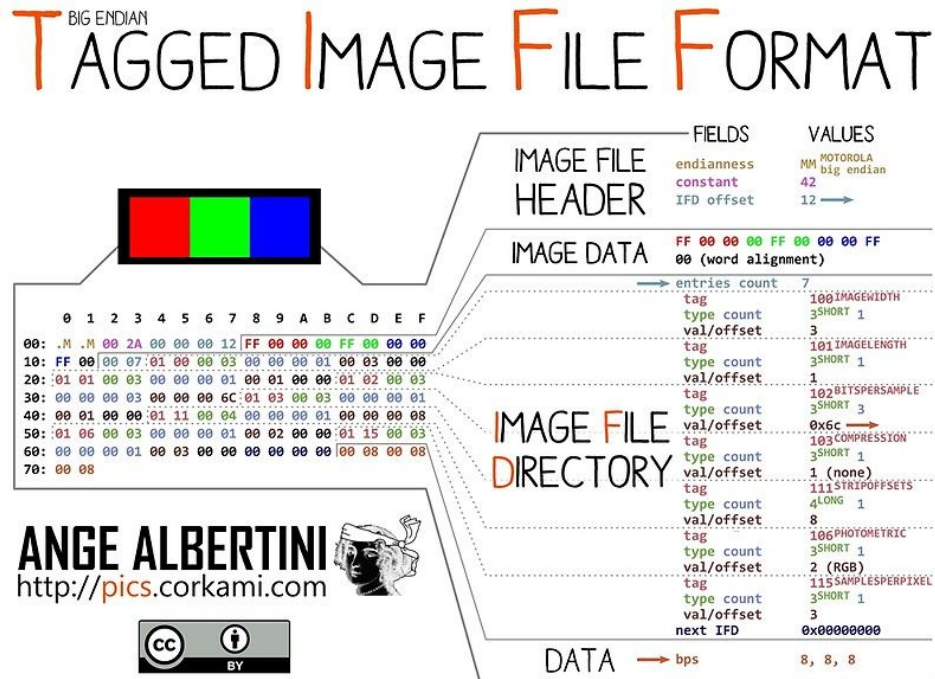 BIG ENDIAN
TAGGED IMAGE FILE FORMAT
FIELDS VALUES
IMAGE FILE
HEADER
endianness MM MOTOROLA big endian
constant 42
IFD offset 12
IMAGE DATA
FF 00 00 00 FF 00 00 00 FF
00 (word alignment)
0 1 2 3 4 5 6 7 8 9 A B C D E F
00: .M .M 00 2A 00 00 00 12 FF 00 00 00 FF 00 00 00
10: FF 00 00 07 01 00 00 03 00 00 00 01 00 03 00 00
20: 01 01 00 03 00 00 00 01 00 01 00 00 01 02 00 03
30: 00 00 00 03 00 00 00 6C 01 03 00 03 00 00 00 01
40: 00 01 00 00 01 11 00 04 00 00 00 01 00 00 00 08
50: 01 06 00 03 00 00 00 01 00 02 00 00 01 15 00 03
60: 00 00 00 01 00 03 00 00 00 00 00 00 00 08 00 08
70: 00 08
IMAGE FILE
DIRECTORY
entries count 7
tag 100 IMAGEWIDTH
type count 3 SHORT 1
val/offset 3
tag 101 IMAGELENGTH
type count 3 SHORT 1
val/offset 1
tag 102 BITSPERSAMPLE
type count 3 SHORT 3
val/offset 0x6c
tag 103 COMPRESSION
type count 3 SHORT 1
val/offset 1 (none)
tag 111 STRIPOFFSETS
type count 4 LONG 1
val/offset 8
tag 106 PHOTOMETRIC
type count 3 SHORT 1
val/offset 2 (RGB)
tag 115 SAMPLESPERPIXEL
type count 3 SHORT 1
val/offset 3
next IFD 0x00000000
DATA
bps 8, 8, 8
ANGE ALBERTINI
http://pics.corkami.com
cc
BY